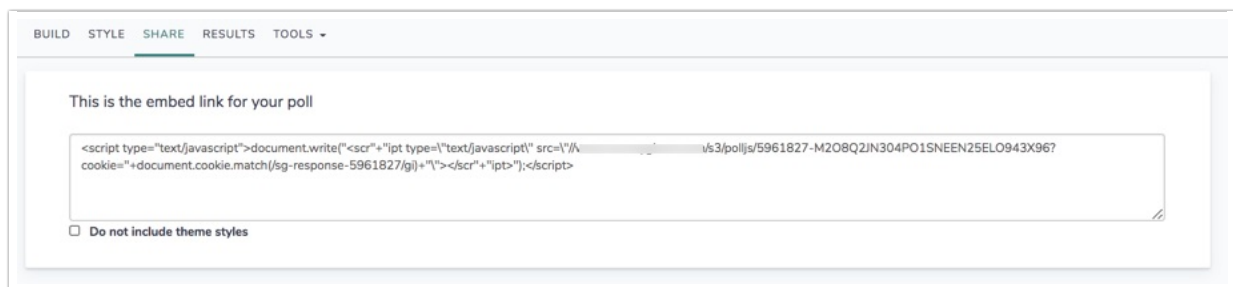 BUILD STYLE SHARE RESULTS TOOLS
This is the embed link for your poll
<script type="text/javascript">document.write("<scr"+"ipt type=\"text/javascript\" src=\"// /s3/polljs/5961827-M2O8Q2JN304PO1SNEEN25ELO943X96?
cookie="+document.cookie.match(/sg-response-5961827/gi)+"\"></scr"+"ipt>");</script>
Do not include theme styles